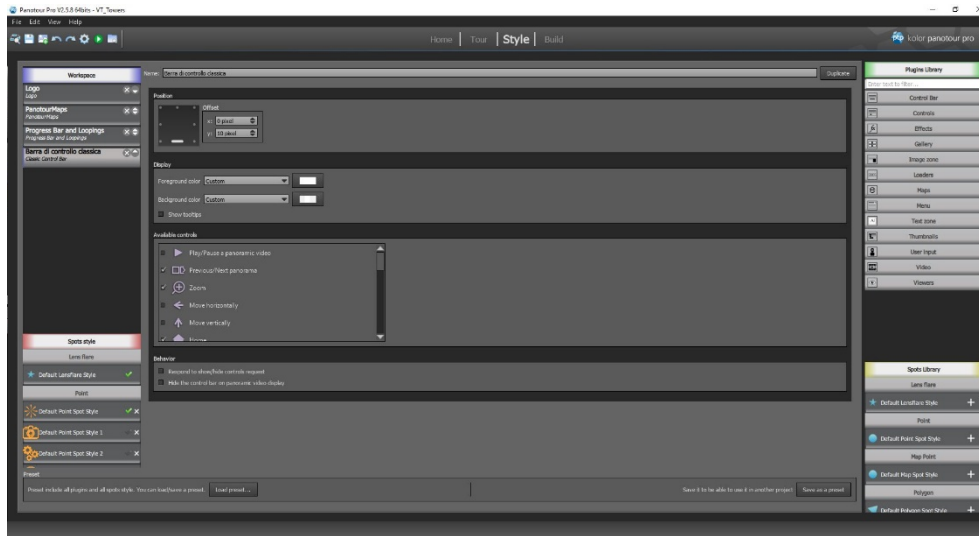 Panotour Pro V2.5.8 64bits - VT_Towers
File Edit View Help
Home Tour Style Build
kolor panotour pro
Workspace
Logo
Logo
PanotourMaps
PanotourMaps
Progress Bar and Loopings
Progress Bar and Loopings
Barra di controllo classica
Classic Control Bar
Spots style
Lens flare
Default Lensflare Style
Point
Default Point Spot Style
Default Point Spot Style 1
Default Point Spot Style 2
Name: Barra di controllo classica
Duplicate
Position
Offset
x: 0 pixel
y: 10 pixel
Display
Foreground color Custom
Background color Custom
Show tooltips
Available controls
Play/Pause a panoramic video
Previous/Next panorama
Zoom
Move horizontally
Move vertically
Home
Behavior
Respond to show/hide controls request
Hide the control bar on panoramic video display
Preset
Preset include all plugins and all spots style. You can load/save a preset. Load preset...
Save it to be able to use it in another project Save as a preset
Plugins Library
Enter text to filter...
Control Bar
Controls
Effects
Gallery
Image zone
Loaders
Maps
Menu
Text zone
Thumbnails
User Input
Video
Viewers
Spots Library
Lens flare
Default Lensflare Style
Point
Default Point Spot Style
Map Point
Default Map Spot Style
Polygon
Default Polygon Spot Style